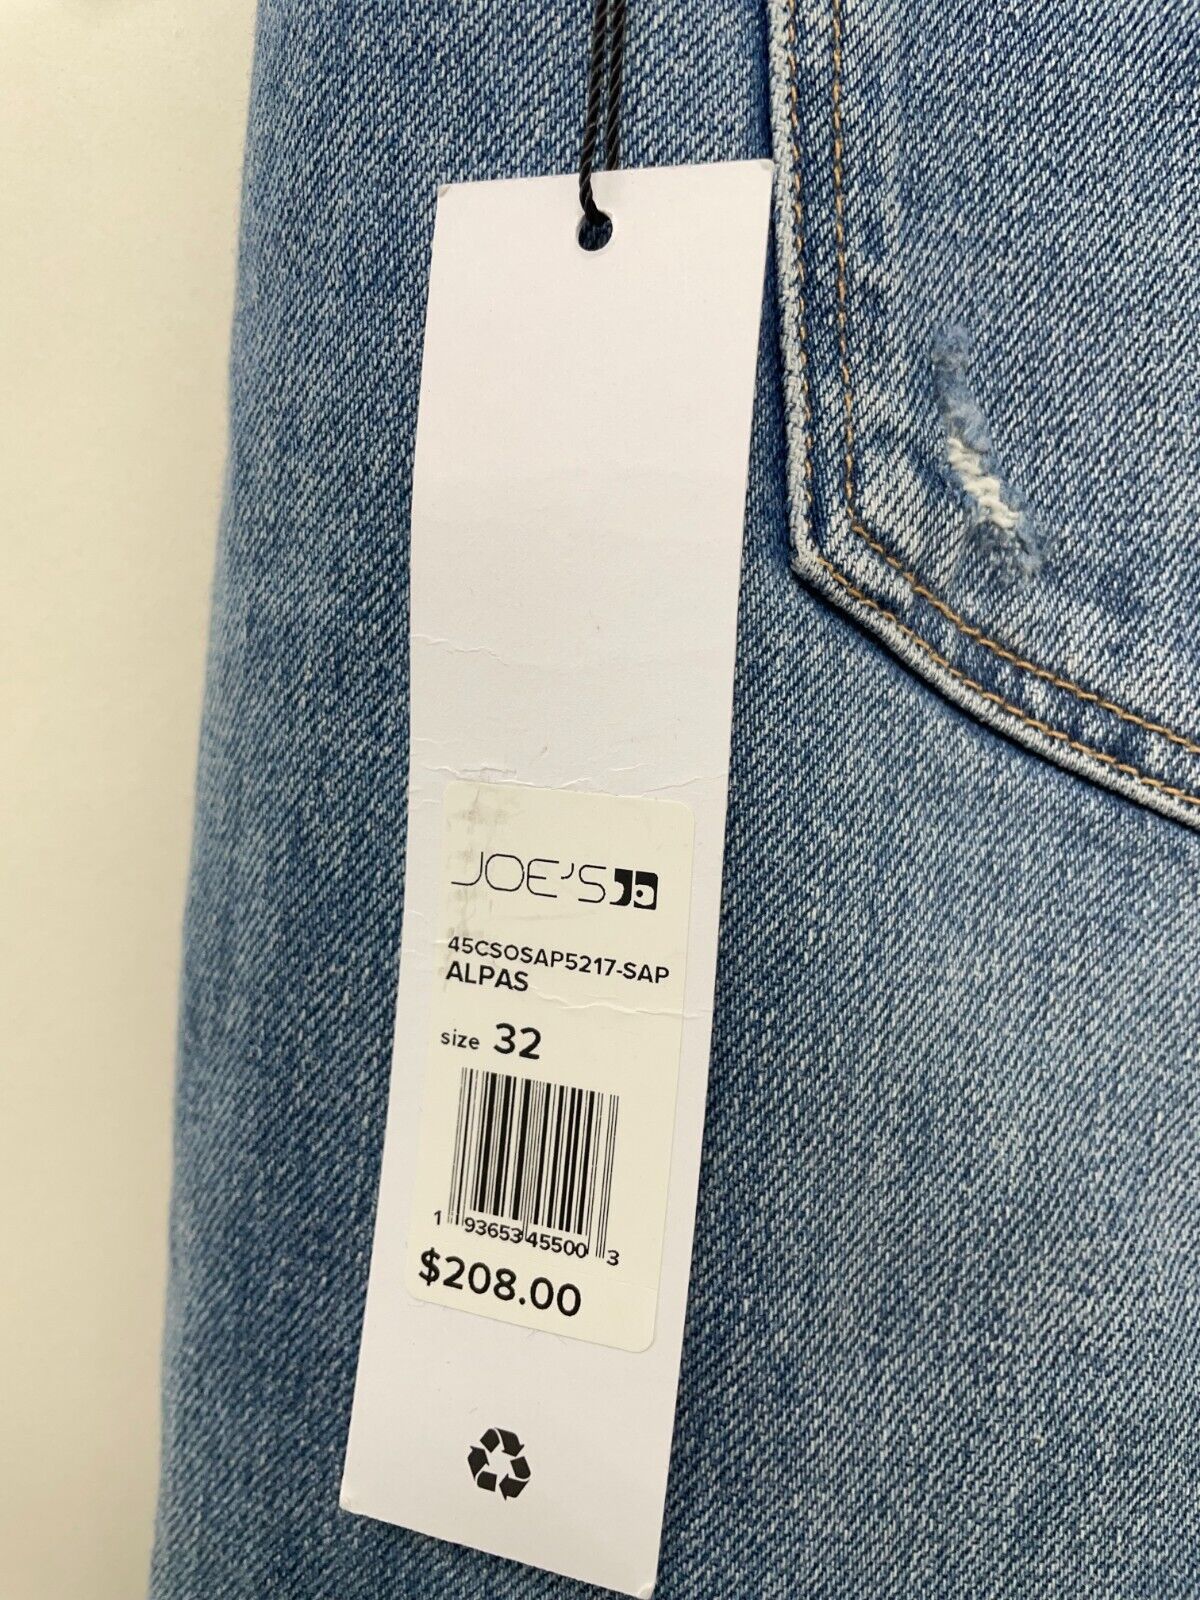 JOE'S
45CSOSAP5217-SAP
ALPAS
size 32
1 93653 45500 3
$208.00